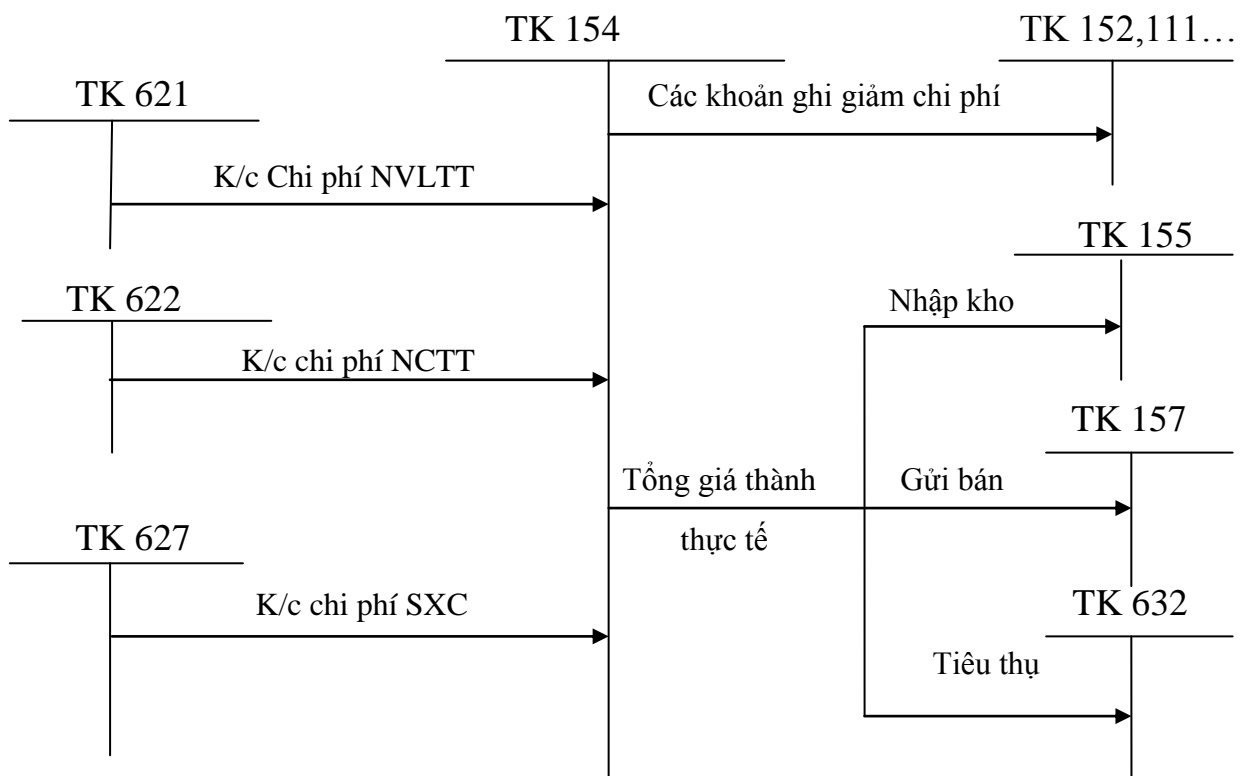 TK 154
TK 152,111…
TK 621
Các khoản ghi giảm chi phí
K/c Chi phí NVLTT
TK 155
TK 622
Nhập kho
K/c chi phí NCTT
TK 157
Tổng giá thành
thực tế
Gửi bán
TK 627
K/c chi phí SXC
TK 632
Tiêu thụ